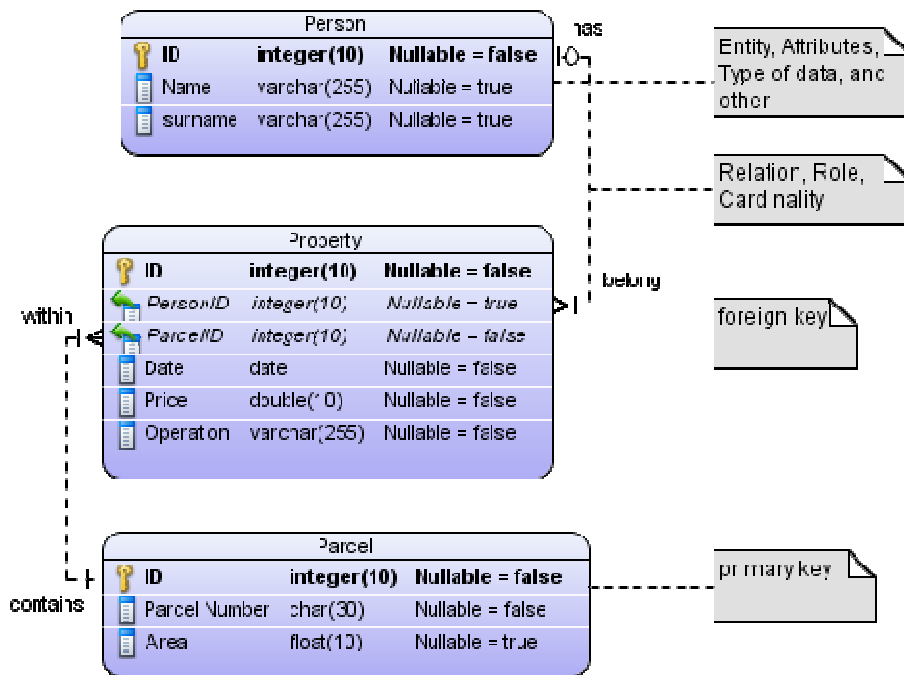 Person
ID integer(10) Nullable = false
Name varchar(255) Nullable = true
surname varchar(255) Nullable = true
has
Entity, Attributes,
Type of data, and
other
Relation, Role,
Cardinality
Property
ID integer(10) Nullable = false
PersonID integer(10) Nullable = true
ParcelID integer(10) Nullable = false
Date date Nullable = false
Price double(10) Nullable = false
Operation varchar(255) Nullable = false
belong
within
foreign key
Parcel
ID integer(10) Nullable = false
Parcel Number char(30) Nullable = false
Area float(10) Nullable = true
contains
primary key